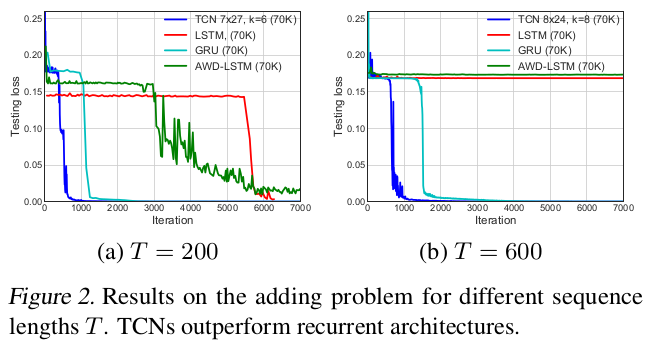 0.25
0.20
0.15
0.10
0.05
0.00
Testing loss
0 1000 2000 3000 4000 5000 6000 7000
Iteration
TCN 7x27, k=6 (70K)
LSTM, (70K)
GRU (70K)
AWD-LSTM (70K)
(a) T = 200
0.25
0.20
0.15
0.10
0.05
0.00
Testing loss
0 1000 2000 3000 4000 5000 6000 7000
Iteration
TCN 8x24, k=8 (70K)
LSTM (70K)
GRU (70K)
AWD-LSTM (70K)
(b) T = 600
Figure 2. Results on the adding problem for different sequence
lengths T. TCNs outperform recurrent architectures.